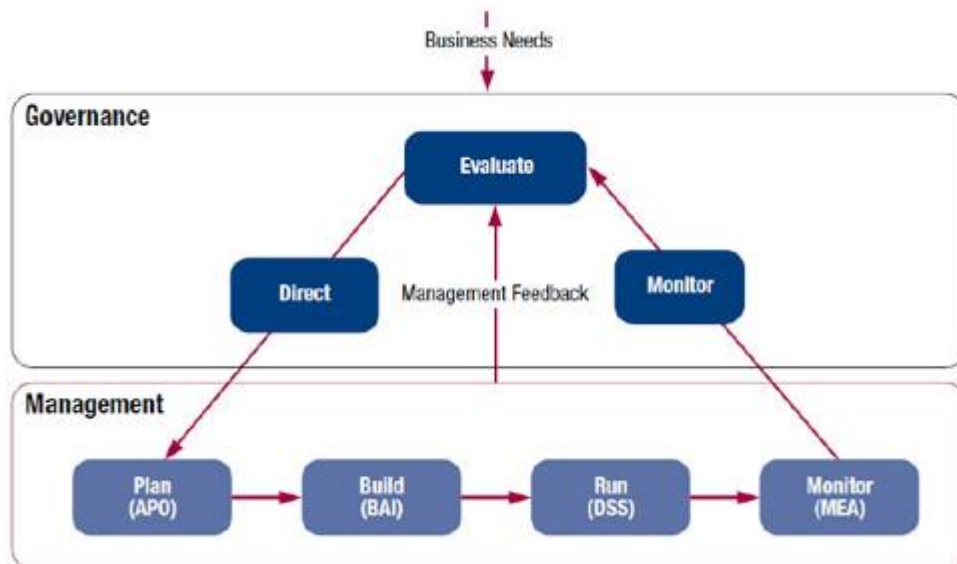 Business Needs
Governance
Evaluate
Direct
Management Feedback
Monitor
Management
Plan
(APO)
Build
(BAI)
Run
(DSS)
Monitor
(MEA)